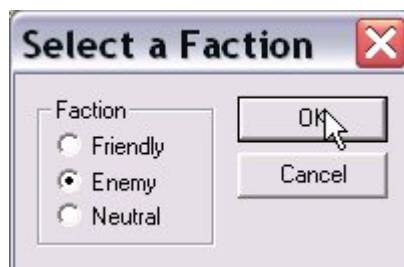 Select a Faction
Faction
Friendly
Enemy
Neutral
OK
Cancel